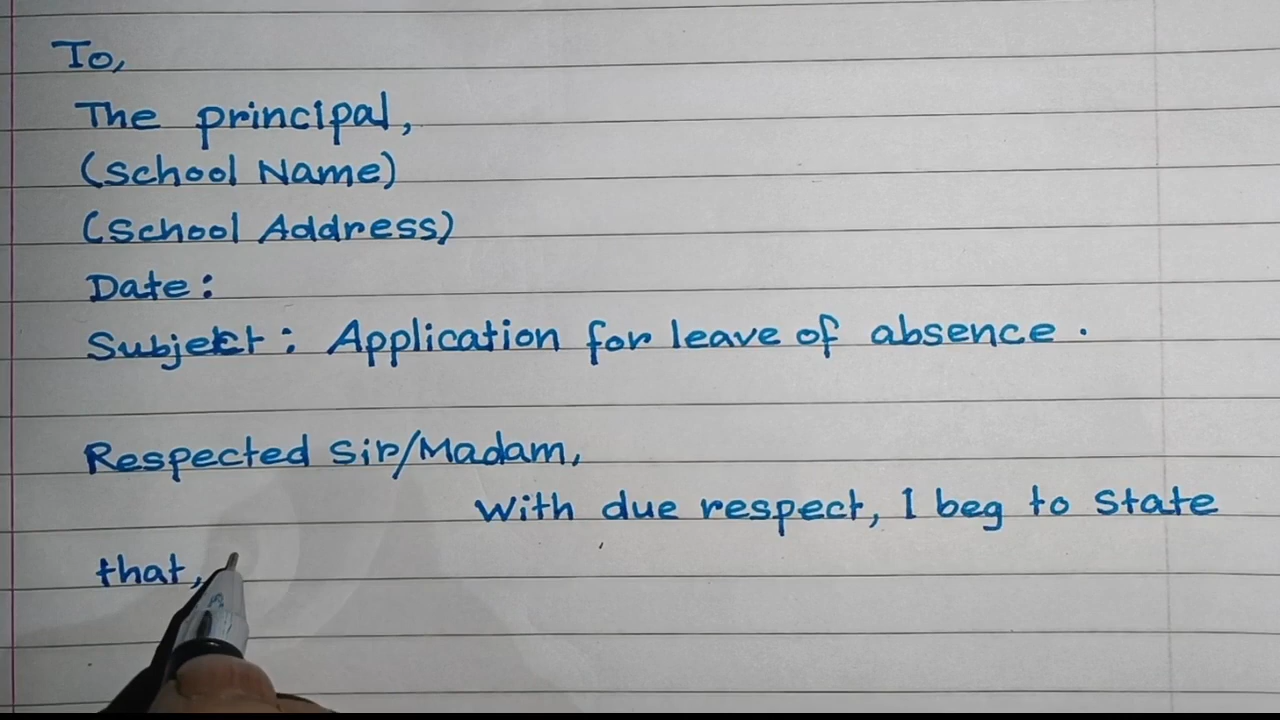 To,
The principal,
(School Name)
(School Address)
Date:
Subject: Application for leave of absence.
Respected Sir/Madam,
With due respect, I beg to state
that,